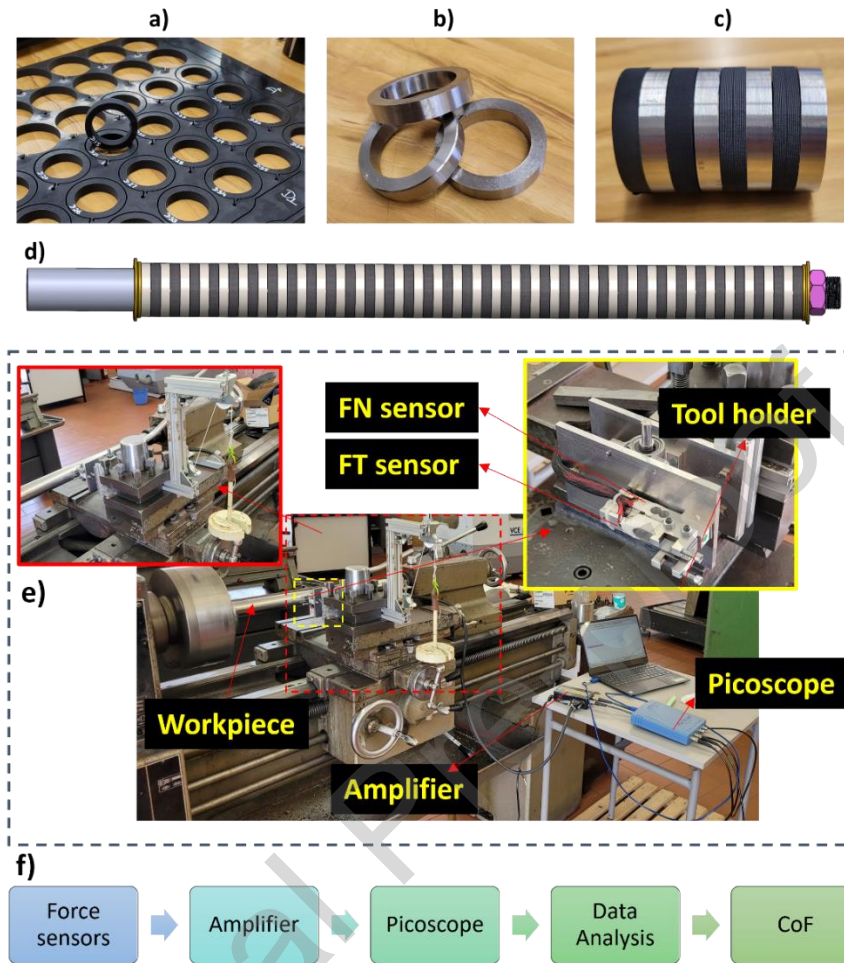 a)
b)
c)
d)
FN sensor
Tool holder
FT sensor
e)
Workpiece
Picoscope
Amplifier
f)
Force
sensors
Amplifier
Picoscope
Data
Analysis
CoF